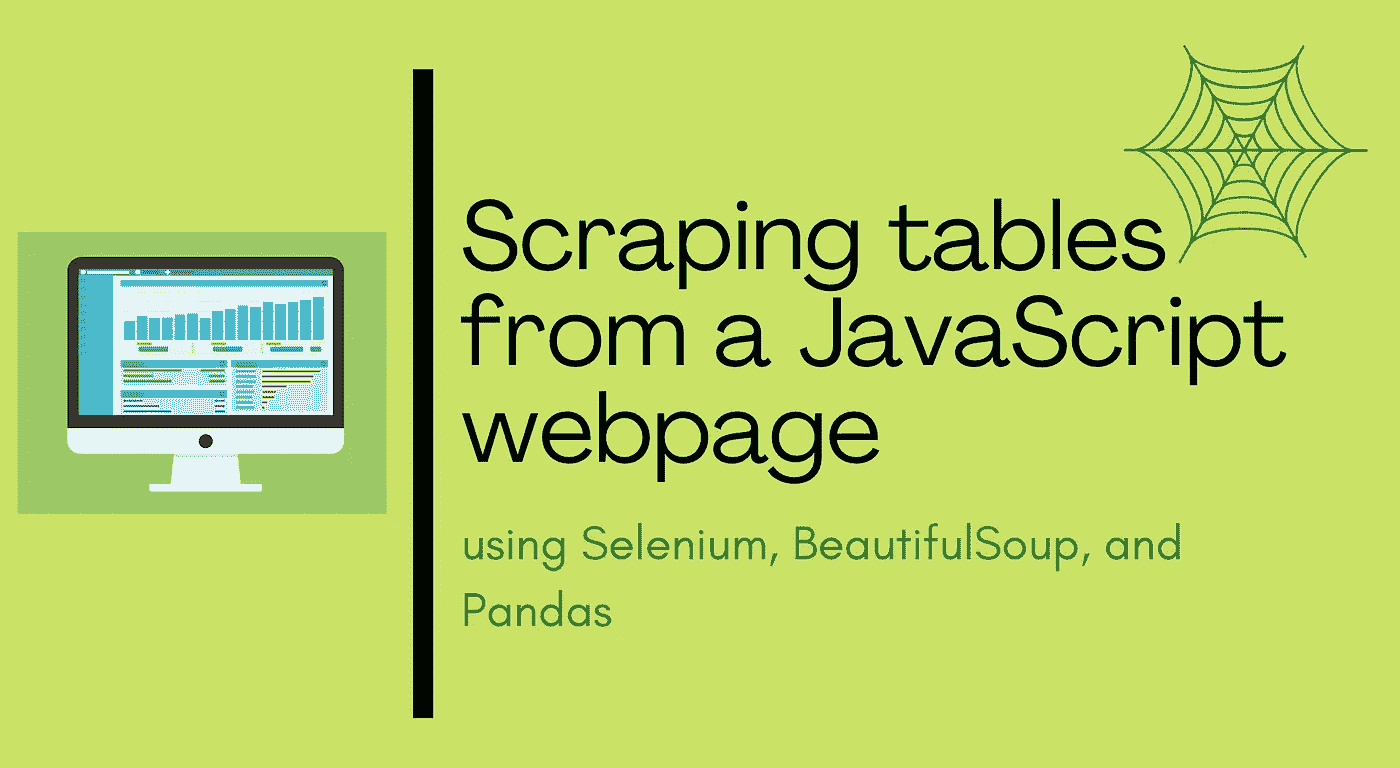 Scraping tables
from a JavaScript
webpage
using Selenium, BeautifulSoup, and
Pandas